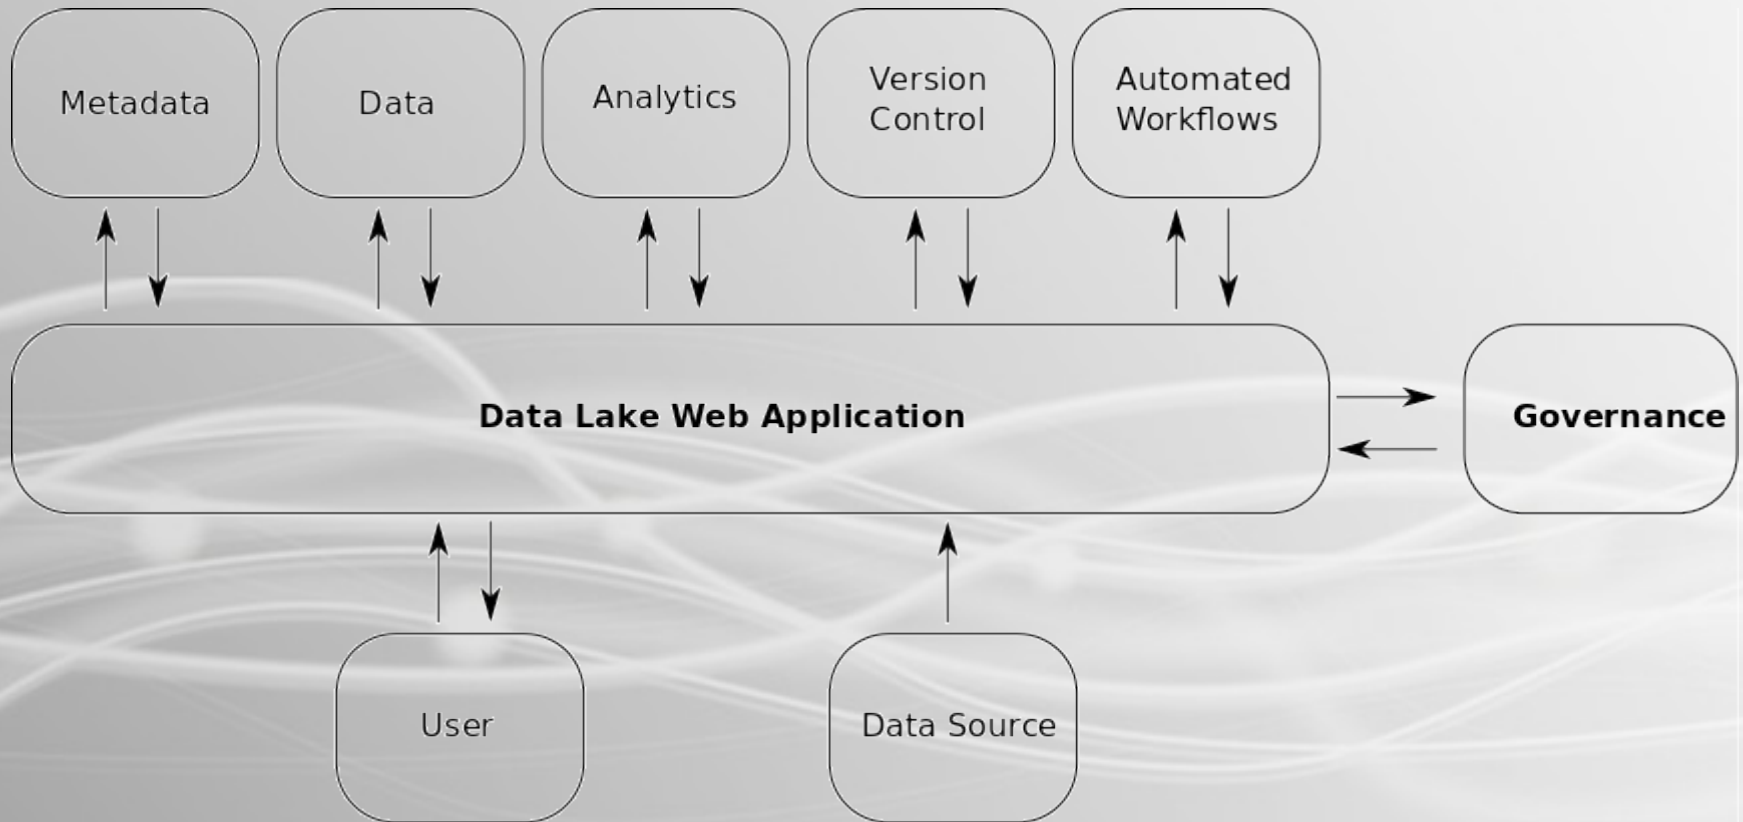 Metadata
Data
Analytics
Version
Control
Automated
Workflows
Data Lake Web Application
Governance
User
Data Source